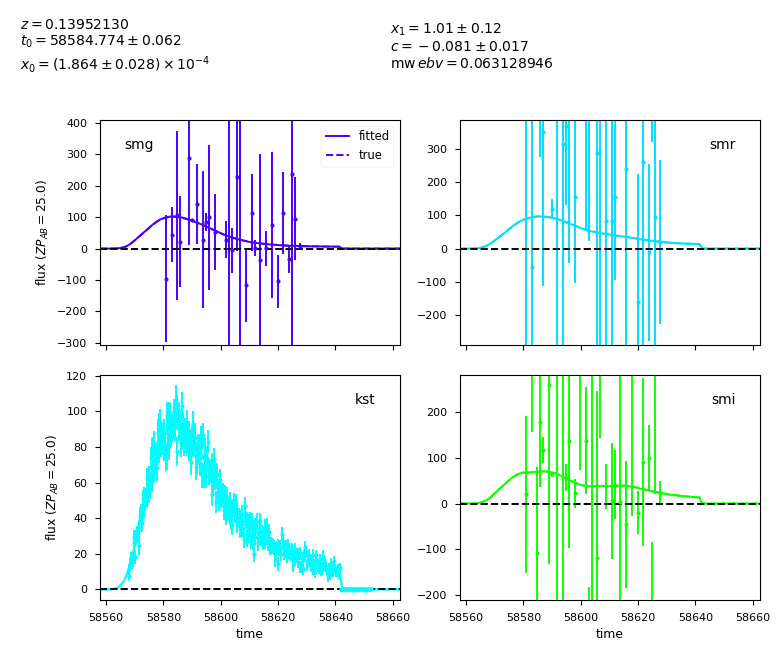 z = 0.13952130
t₀ = 58584.774 ± 0.062
x₀ = (1.864 ± 0.028) × 10⁻⁴
x₁ = 1.01 ± 0.12
c = −0.081 ± 0.017
mw ebv = 0.063128946
smg
fitted
true
400
300
200
100
0
−100
−200
−300
flux (ZP_AB = 25.0)
smr
300
200
100
0
−100
−200
kst
120
100
80
60
40
20
0
flux (ZP_AB = 25.0)
58560 58580 58600 58620 58640 58660
time
smi
200
100
0
−100
−200
58560 58580 58600 58620 58640 58660
time